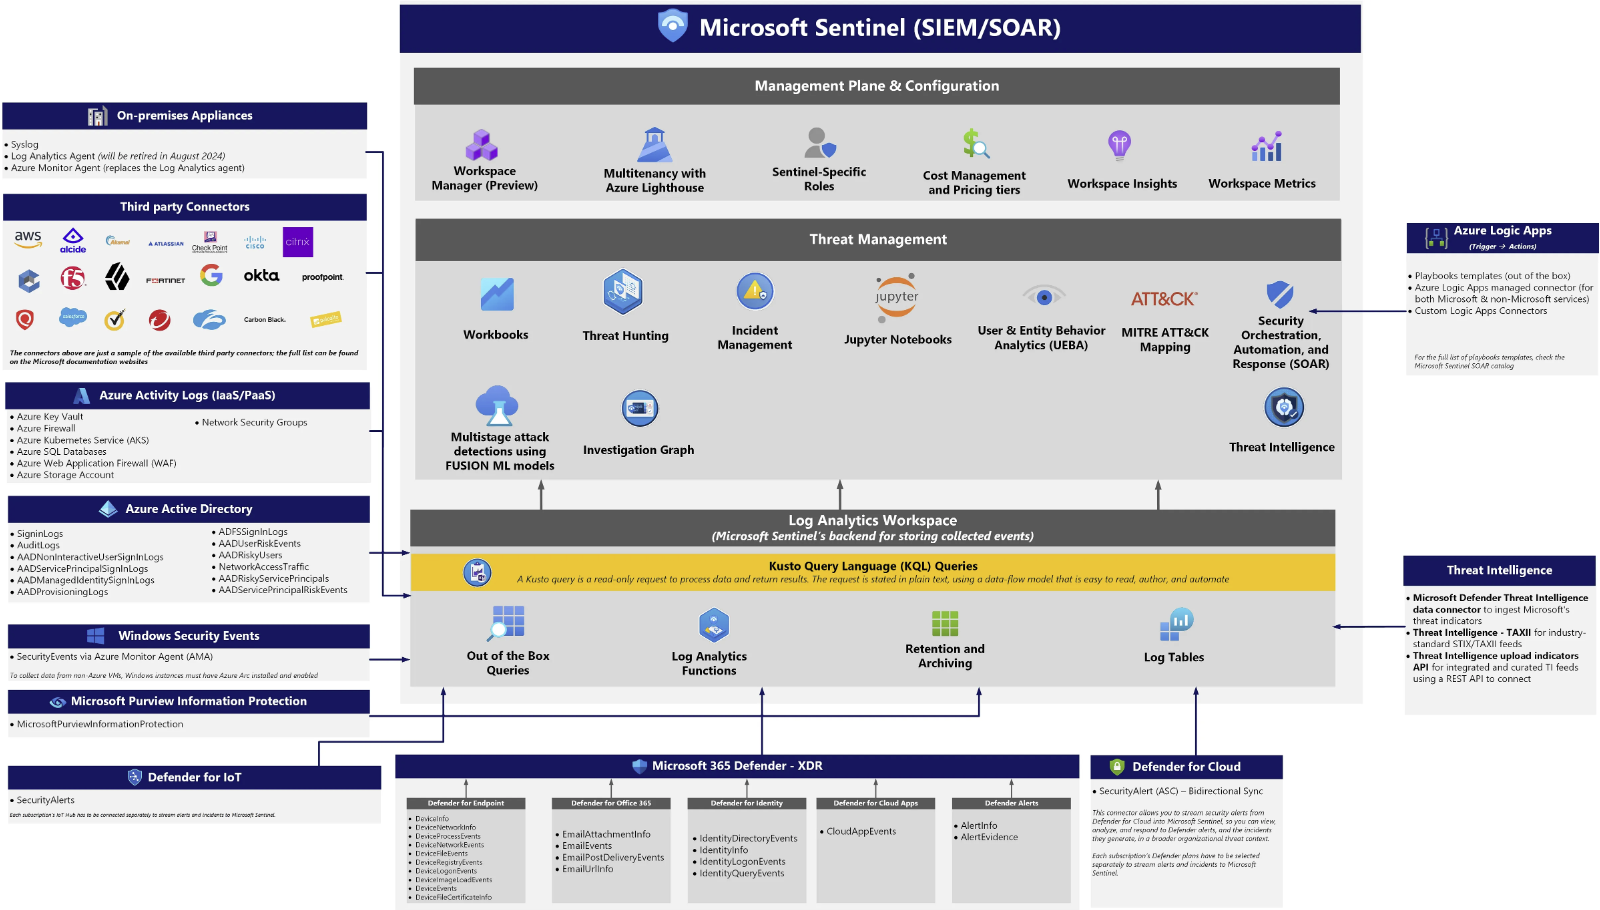 Microsoft Sentinel (SIEM/SOAR)
Management Plane & Configuration
Workspace
Manager (Preview)
Multitenancy with
Azure Lighthouse
Sentinel-Specific
Roles
Cost Management
and Pricing tiers
Workspace Insights
Workspace Metrics
Threat Management
Workbooks
Threat Hunting
Incident
Management
jupyter
Jupyter Notebooks
User & Entity Behavior
Analytics (UEBA)
ATT&CK
MITRE ATT&CK
Mapping
Security
Orchestration,
Automation, and
Response (SOAR)
Multistage attack
detections using
FUSION ML models
Investigation Graph
Threat Intelligence
Log Analytics Workspace
(Microsoft Sentinel's backend for storing collected events)
Kusto Query Language (KQL) Queries
A Kusto query is a read-only request to process data and return results. The request is stated in plain text, using a data-flow model that is easy to read, author, and automate
Out of the Box
Queries
Log Analytics
Functions
Retention and
Archiving
Log Tables
On-premises Appliances
• Syslog
• Log Analytics Agent (will be retired in August 2024)
• Azure Monitor Agent (replaces the Log Analytics agent)
Third party Connectors
aws
alcide
Akamai
ATLASSIAN
Check Point
CISCO
citrix
F5
FORTINET
G
okta
proofpoint.
salesforce
Carbon Black.
The connectors above are just a sample of the available third party connectors; the full list can be found
on the Microsoft documentation websites
Azure Activity Logs (IaaS/PaaS)
• Azure Key Vault
• Azure Firewall
• Azure Kubernetes Service (AKS)
• Azure SQL Databases
• Azure Web Application Firewall (WAF)
• Azure Storage Account
• Network Security Groups
Azure Active Directory
• SigninLogs
• AuditLogs
• AADNonInteractiveUserSignInLogs
• AADServicePrincipalSignInLogs
• AADManagedIdentitySignInLogs
• AADProvisioningLogs
• ADFSSignInLogs
• AADUserRiskEvents
• AADRiskyUsers
• NetworkAccessTraffic
• AADRiskyServicePrincipals
• AADServicePrincipalRiskEvents
Windows Security Events
• SecurityEvents via Azure Monitor Agent (AMA)
To collect data from non-Azure VMs, Windows instances must have Azure Arc installed and enabled
Microsoft Purview Information Protection
• MicrosoftPurviewInformationProtection
Defender for IoT
• SecurityAlerts
Each subscription's IoT Hub has to be connected separately to stream alerts and incidents to Microsoft Sentinel.
Microsoft 365 Defender - XDR
Defender for Endpoint
• DeviceInfo
• DeviceNetworkInfo
• DeviceProcessEvents
• DeviceNetworkEvents
• DeviceFileEvents
• DeviceRegistryEvents
• DeviceLogonEvents
• DeviceImageLoadEvents
• DeviceEvents
• DeviceFileCertificateInfo
Defender for Office 365
• EmailAttachmentInfo
• EmailEvents
• EmailPostDeliveryEvents
• EmailUrlInfo
Defender for Identity
• IdentityDirectoryEvents
• IdentityInfo
• IdentityLogonEvents
• IdentityQueryEvents
Defender for Cloud Apps
• CloudAppEvents
Defender Alerts
• AlertInfo
• AlertEvidence
Defender for Cloud
• SecurityAlert (ASC) – Bidirectional Sync
This connector allows you to stream security alerts from
Defender for Cloud into Microsoft Sentinel, so you can view,
analyze, and respond to Defender alerts, and the incidents
they generate, in a broader organizational threat context.
Each subscription's Defender plans have to be selected
separately to stream alerts and incidents to Microsoft
Sentinel.
Azure Logic Apps
(Trigger → Actions)
• Playbooks templates (out of the box)
• Azure Logic Apps managed connector (for
both Microsoft & non-Microsoft services)
• Custom Logic Apps Connectors
For the full list of playbooks templates, check the
Microsoft Sentinel SOAR catalog
Threat Intelligence
• Microsoft Defender Threat Intelligence
data connector to ingest Microsoft's
threat indicators
• Threat Intelligence - TAXII for industry-
standard STIX/TAXII feeds
• Threat Intelligence upload indicators
API for integrated and curated TI feeds
using a REST API to connect